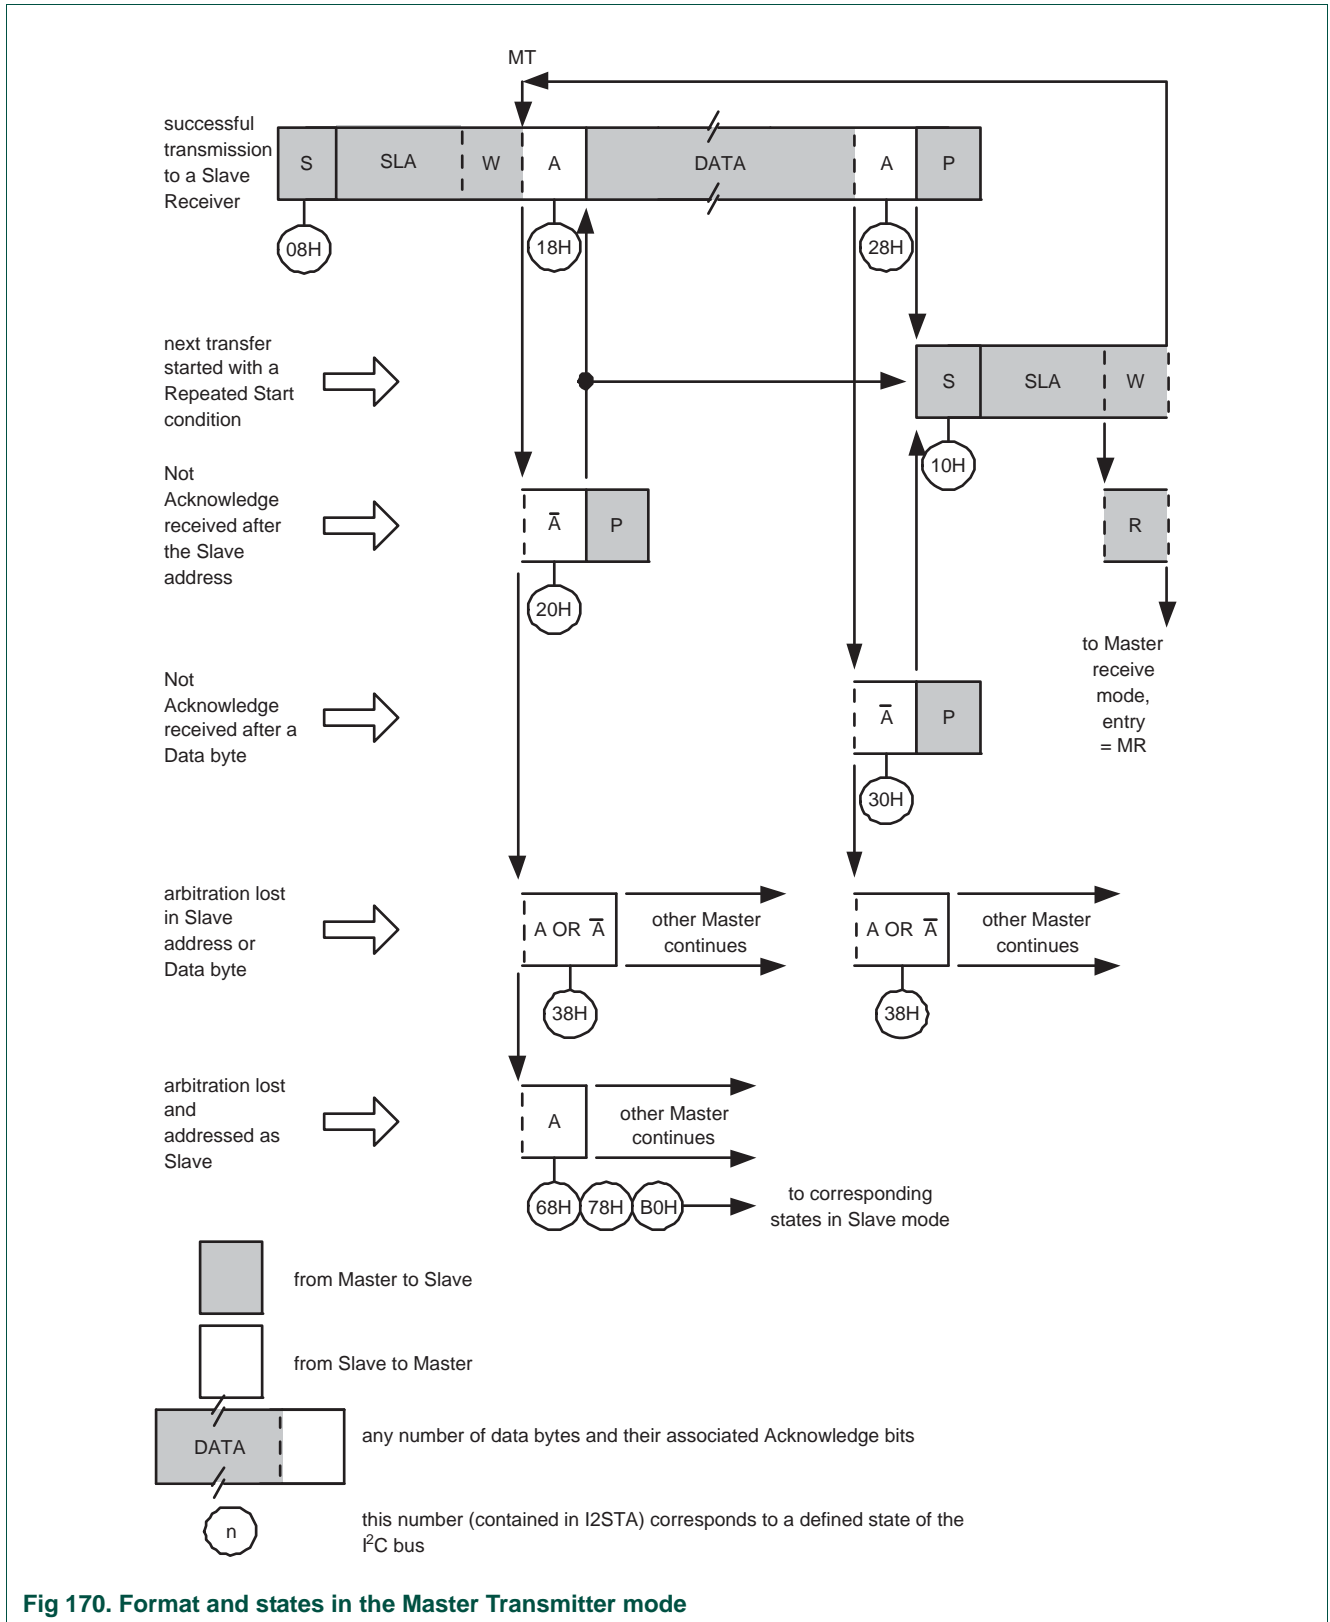 MT
successful
transmission
to a Slave
Receiver
S SLA W A DATA A P
08H 18H 28H
next transfer
started with a
Repeated Start
condition
S SLA W
10H
Not
Acknowledge
received after
the Slave
address
A̅ P
R
20H
to Master
receive
mode,
entry
= MR
Not
Acknowledge
received after a
Data byte
A̅ P
30H
arbitration lost
in Slave
address or
Data byte
A OR A̅
other Master
continues
A OR A̅
other Master
continues
38H 38H
arbitration lost
and
addressed as
Slave
A
other Master
continues
68H 78H B0H
to corresponding
states in Slave mode
from Master to Slave
from Slave to Master
DATA
any number of data bytes and their associated Acknowledge bits
n
this number (contained in I2STA) corresponds to a defined state of the
I²C bus
Fig 170. Format and states in the Master Transmitter mode